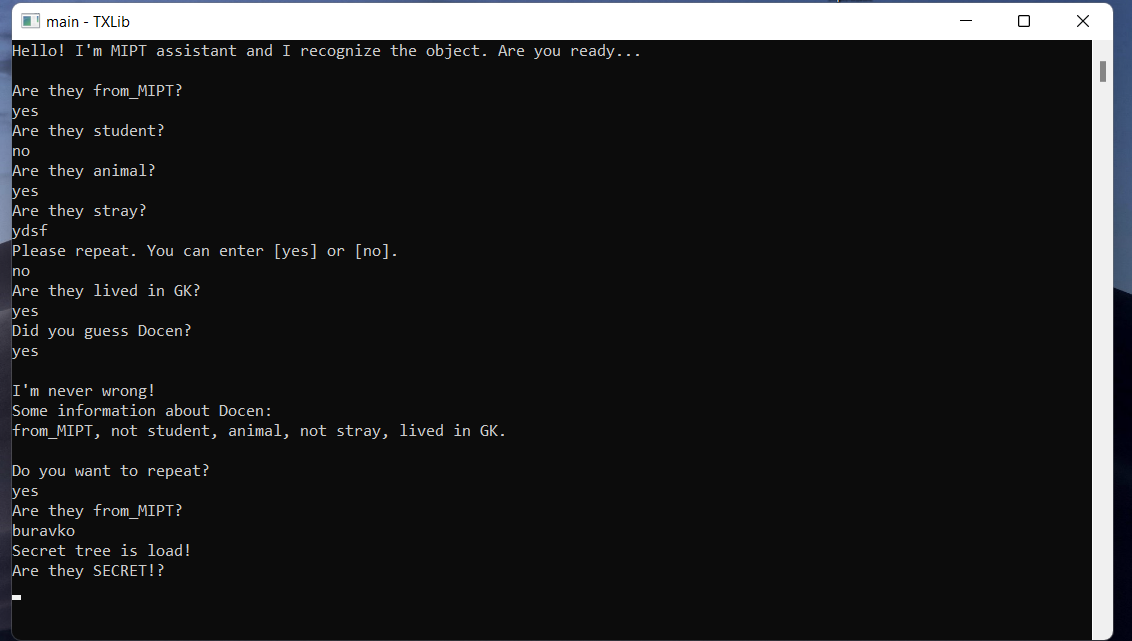 main - TXLib
Hello! I'm MIPT assistant and I recognize the object. Are you ready...
Are they from_MIPT?
yes
Are they student?
no
Are they animal?
yes
Are they stray?
ydsf
Please repeat. You can enter [yes] or [no].
no
Are they lived in GK?
yes
Did you guess Docen?
yes
I'm never wrong!
Some information about Docen:
from_MIPT, not student, animal, not stray, lived in GK.
Do you want to repeat?
yes
Are they from_MIPT?
buravko
Secret tree is load!
Are they SECRET!?